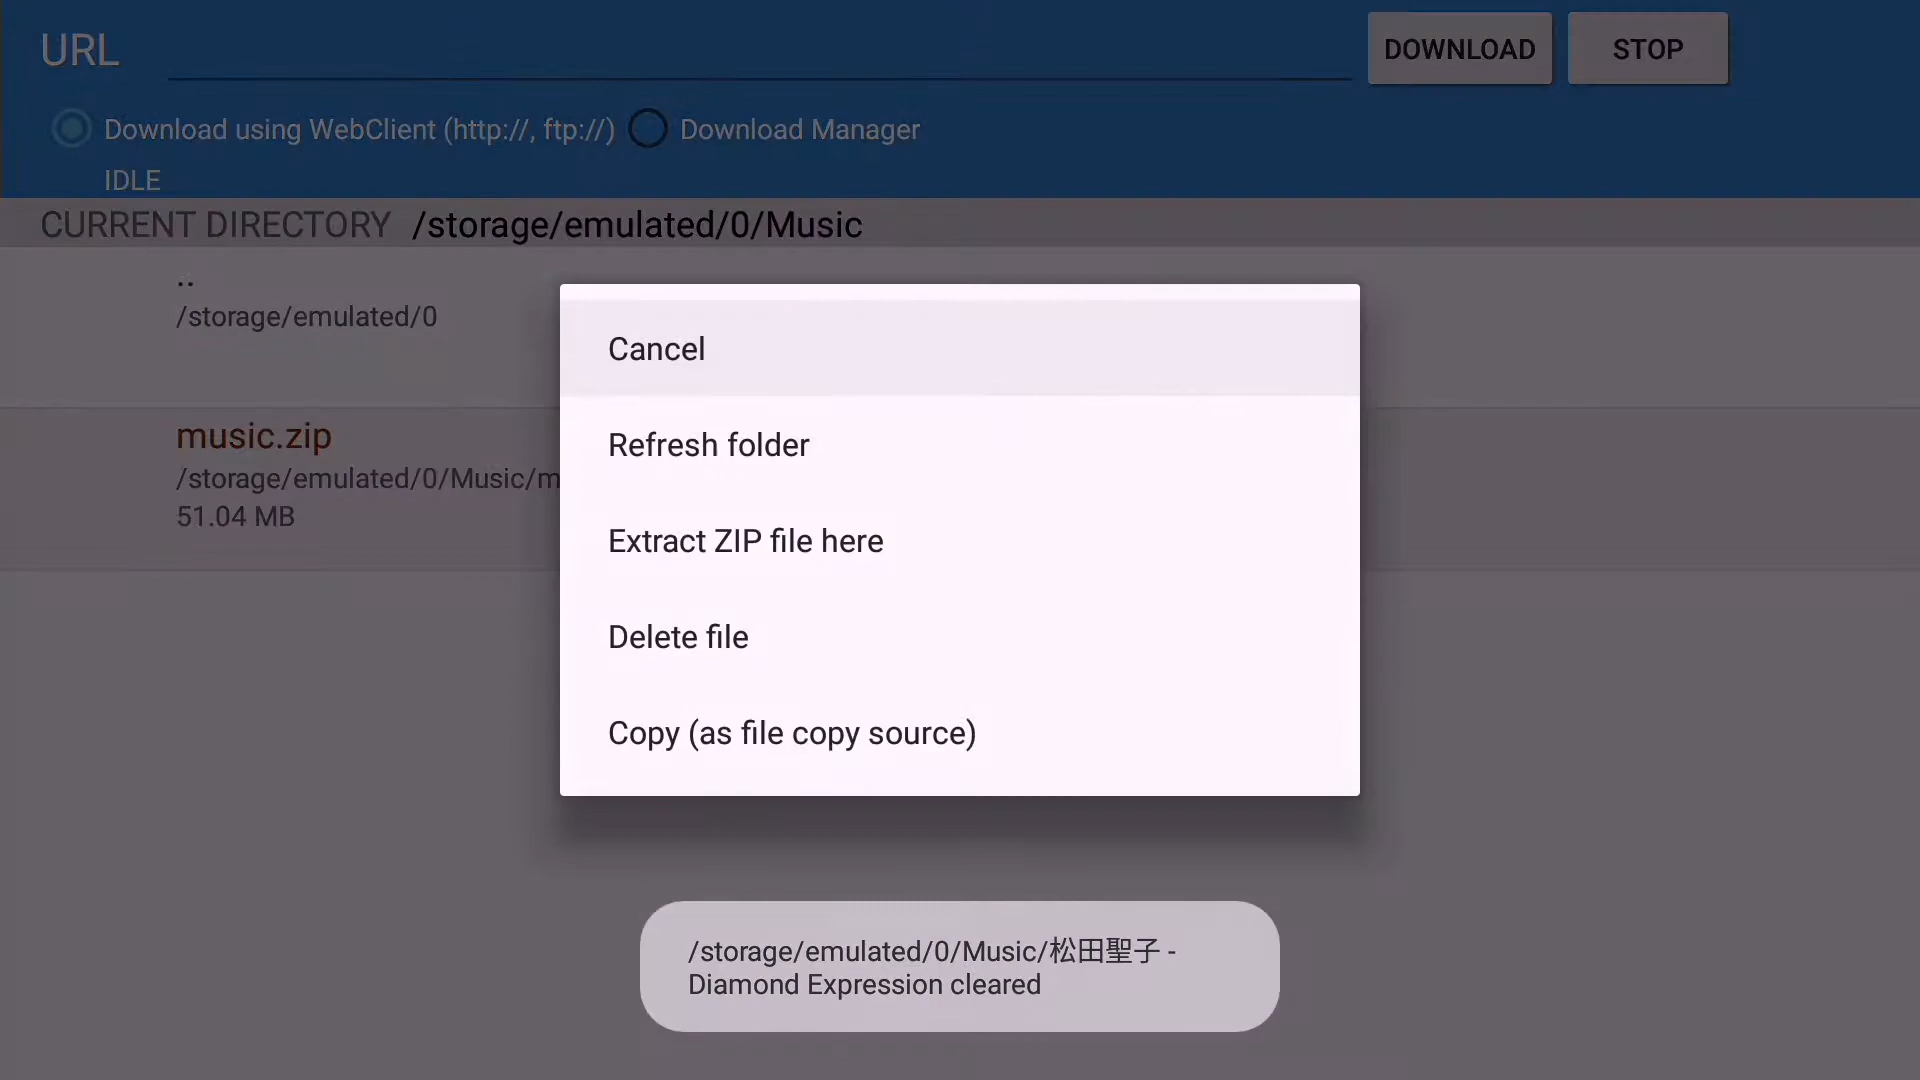 URL
DOWNLOAD
STOP
Download using WebClient (http://, ftp://)
Download Manager
IDLE
CURRENT DIRECTORY /storage/emulated/0/Music
..
/storage/emulated/0
music.zip
/storage/emulated/0/Music/m
51.04 MB
Cancel
Refresh folder
Extract ZIP file here
Delete file
Copy (as file copy source)
/storage/emulated/0/Music/松田聖子 -
Diamond Expression cleared